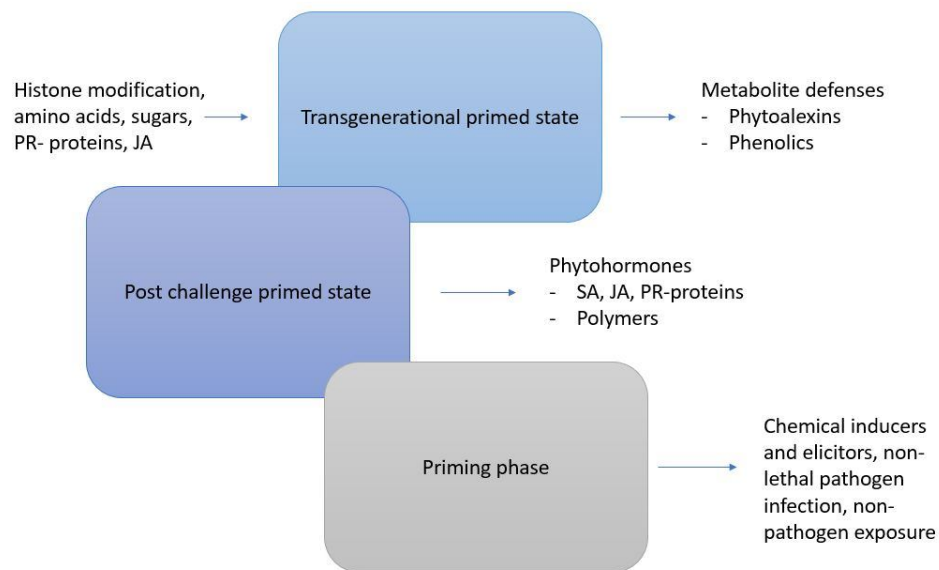 Histone modification,
amino acids, sugars,
PR- proteins, JA
Transgenerational primed state
Metabolite defenses
- Phytoalexins
- Phenolics
Post challenge primed state
Phytohormones
- SA, JA, PR-proteins
- Polymers
Priming phase
Chemical inducers
and elicitors, non-
lethal pathogen
infection, non-
pathogen exposure